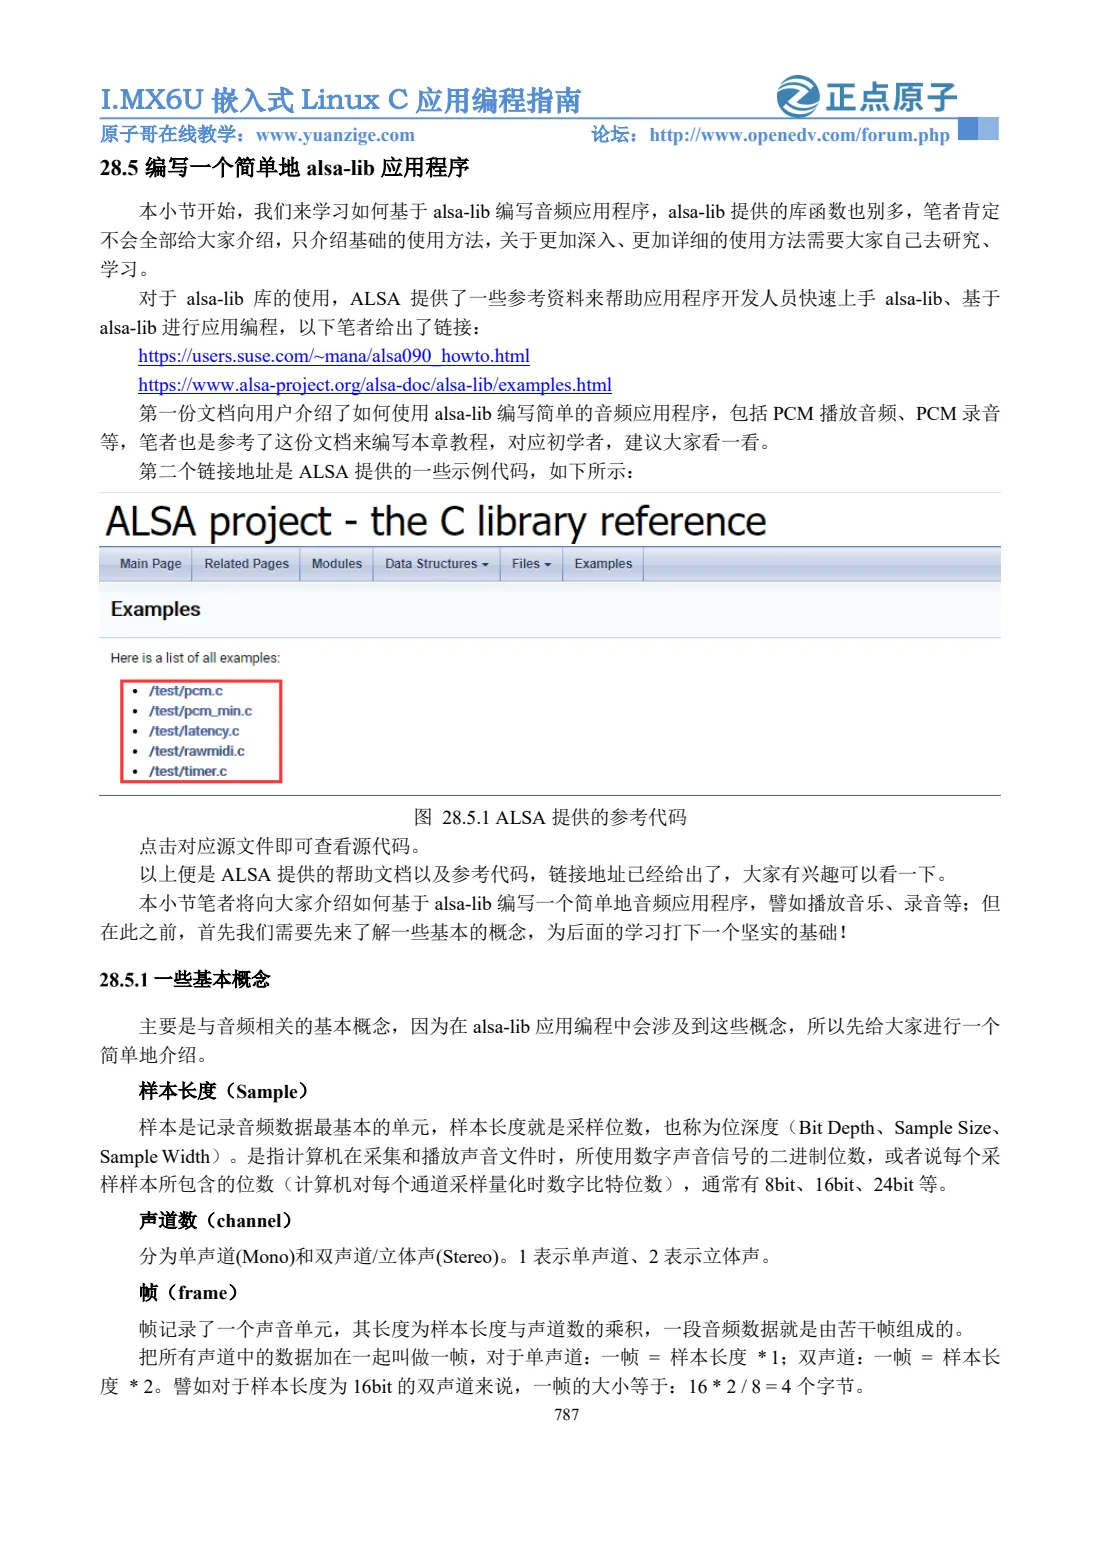 I.MX6U 嵌入式 Linux C 应用编程指南
正点原子
原子哥在线教学：www.yuanzige.com 论坛：http://www.openedv.com/forum.php
28.5 编写一个简单地 alsa-lib 应用程序
本小节开始，我们来学习如何基于 alsa-lib 编写音频应用程序，alsa-lib 提供的库函数也别多，笔者肯定
不会全部给大家介绍，只介绍基础的使用方法，关于更加深入、更加详细的使用方法需要大家自己去研究、
学习。
对于 alsa-lib 库的使用，ALSA 提供了一些参考资料来帮助应用程序开发人员快速上手 alsa-lib、基于
alsa-lib 进行应用编程，以下笔者给出了链接：
https://users.suse.com/~mana/alsa090_howto.html
https://www.alsa-project.org/alsa-doc/alsa-lib/examples.html
第一份文档向用户介绍了如何使用 alsa-lib 编写简单的音频应用程序，包括 PCM 播放音频、PCM 录音
等，笔者也是参考了这份文档来编写本章教程，对应初学者，建议大家看一看。
第二个链接地址是 ALSA 提供的一些示例代码，如下所示：
ALSA project - the C library reference
Main Page Related Pages Modules Data Structures Files Examples
Examples
Here is a list of all examples:
• /test/pcm.c
• /test/pcm_min.c
• /test/latency.c
• /test/rawmidi.c
• /test/timer.c
图 28.5.1 ALSA 提供的参考代码
点击对应源文件即可查看源代码。
以上便是 ALSA 提供的帮助文档以及参考代码，链接地址已经给出了，大家有兴趣可以看一下。
本小节笔者将向大家介绍如何基于 alsa-lib 编写一个简单地音频应用程序，譬如播放音乐、录音等；但
在此之前，首先我们需要先来了解一些基本的概念，为后面的学习打下一个坚实的基础！
28.5.1 一些基本概念
主要是与音频相关的基本概念，因为在 alsa-lib 应用编程中会涉及到这些概念，所以先给大家进行一个
简单地介绍。
样本长度（Sample）
样本是记录音频数据最基本的单元，样本长度就是采样位数，也称为位深度（Bit Depth、Sample Size、
Sample Width）。是指计算机在采集和播放声音文件时，所使用数字声音信号的二进制位数，或者说每个采
样样本所包含的位数（计算机对每个通道采样量化时数字比特位数），通常有 8bit、16bit、24bit 等。
声道数（channel）
分为单声道(Mono)和双声道/立体声(Stereo)。1 表示单声道、2 表示立体声。
帧（frame）
帧记录了一个声音单元，其长度为样本长度与声道数的乘积，一段音频数据就是由苦干帧组成的。
把所有声道中的数据加在一起叫做一帧，对于单声道：一帧 = 样本长度 * 1；双声道：一帧 = 样本长
度 * 2。譬如对于样本长度为 16bit 的双声道来说，一帧的大小等于：16 * 2 / 8 = 4 个字节。
787